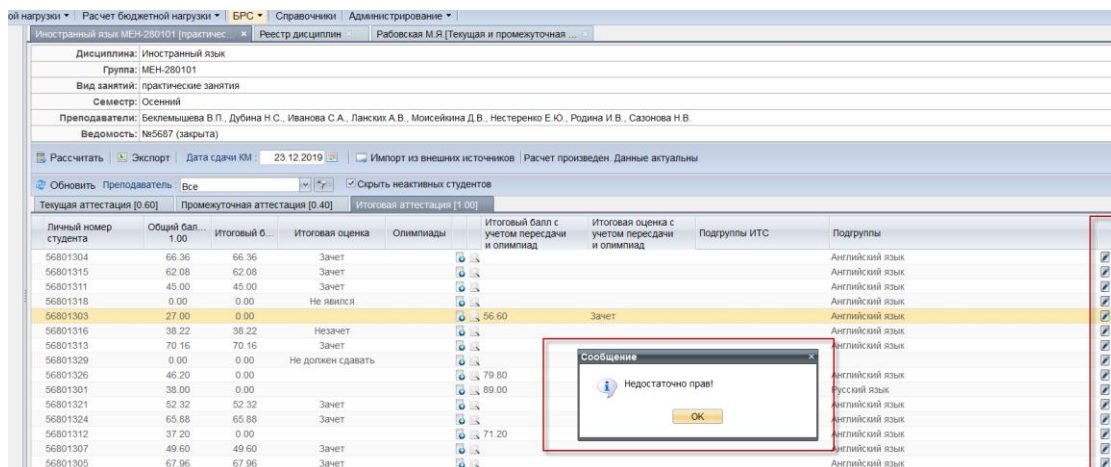 ой нагрузки Расчет бюджетной нагрузки БРС Справочники Администрирование
Иностранный язык МЕН-280101 [практичес... × Реестр дисциплин Рабовская М.Я.[Текущая и промежуточная ...
Дисциплина: Иностранный язык
Группа: МЕН-280101
Вид занятий: практические занятия
Семестр: Осенний
Преподаватели: Беклемышева В.П., Дубина Н.С., Иванова С.А., Ланских А.В., Моисейкина Д.В., Нестеренко Е.Ю., Родина И.В., Сазонова Н.В.
Ведомость: №5687 (закрыта)
Рассчитать Экспорт Дата сдачи КМ : 23.12.2019 Импорт из внешних источников Расчет произведен. Данные актуальны
Обновить Преподаватель : Все Скрыть неактивных студентов
Текущая аттестация [0.60] Промежуточная аттестация [0.40] Итоговая аттестация [1.00]
Личный номер студента Общий бал... 1.00 Итоговый б... Итоговая оценка Олимпиады Итоговый балл с учетом пересдачи и олимпиад Итоговая оценка с учетом пересдачи и олимпиад Подгруппы ИТС Подгруппы
56801304 66.36 66.36 Зачет Английский язык
56801315 62.08 62.08 Зачет Английский язык
56801311 45.00 45.00 Зачет Английский язык
56801318 0.00 0.00 Не явился Английский язык
56801303 27.00 0.00 56.60 Зачет Английский язык
56801316 38.22 38.22 Незачет Английский язык
56801313 70.16 70.16 Зачет Английский язык
56801329 0.00 0.00 Не должен сдавать
56801326 46.20 0.00 79.80 Английский язык
56801301 38.00 0.00 89.00 Русский язык
56801321 52.32 52.32 Зачет Английский язык
56801324 65.88 65.88 Зачет Английский язык
56801312 37.20 0.00 71.20 Английский язык
56801307 49.60 49.60 Зачет Английский язык
56801305 67.96 67.96 Зачет Английский язык
Сообщение ×
Недостаточно прав!
OK